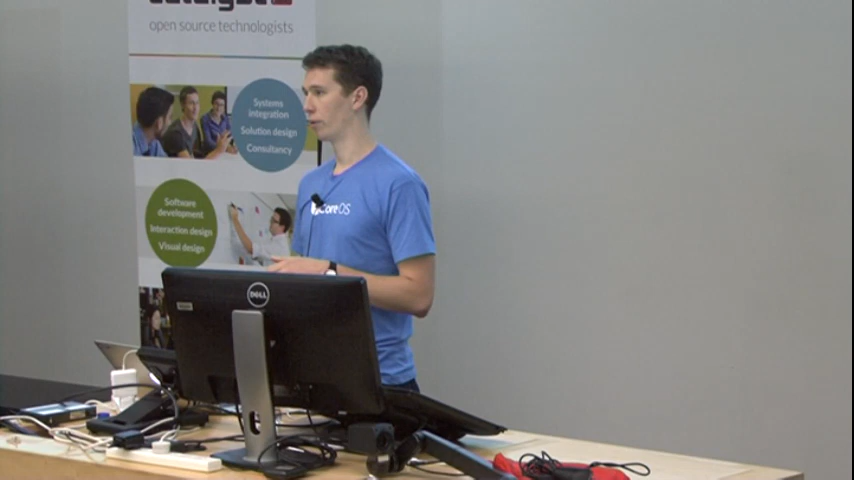 open source technologists
Systems
integration
Solution design
Consultancy
Software
development
Interaction design
Visual design
CoreOS
DELL